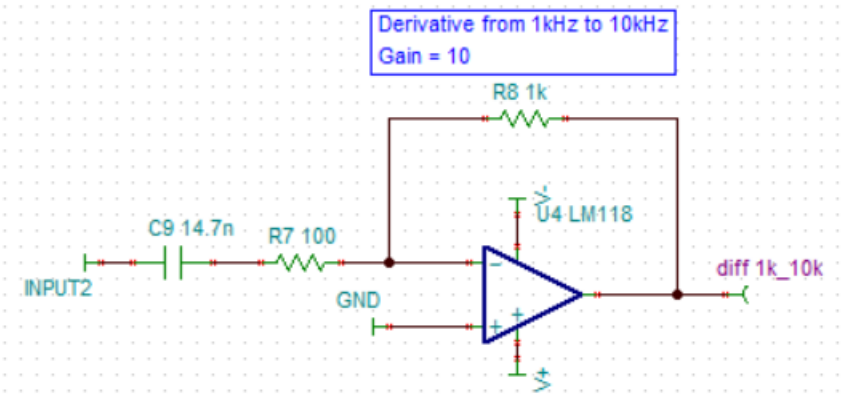 Derivative from 1kHz to 10kHz
Gain = 10
R8 1k
V-
U4 LM118
C9 14.7n
R7 100
INPUT2
GND
diff 1k_10k
V+